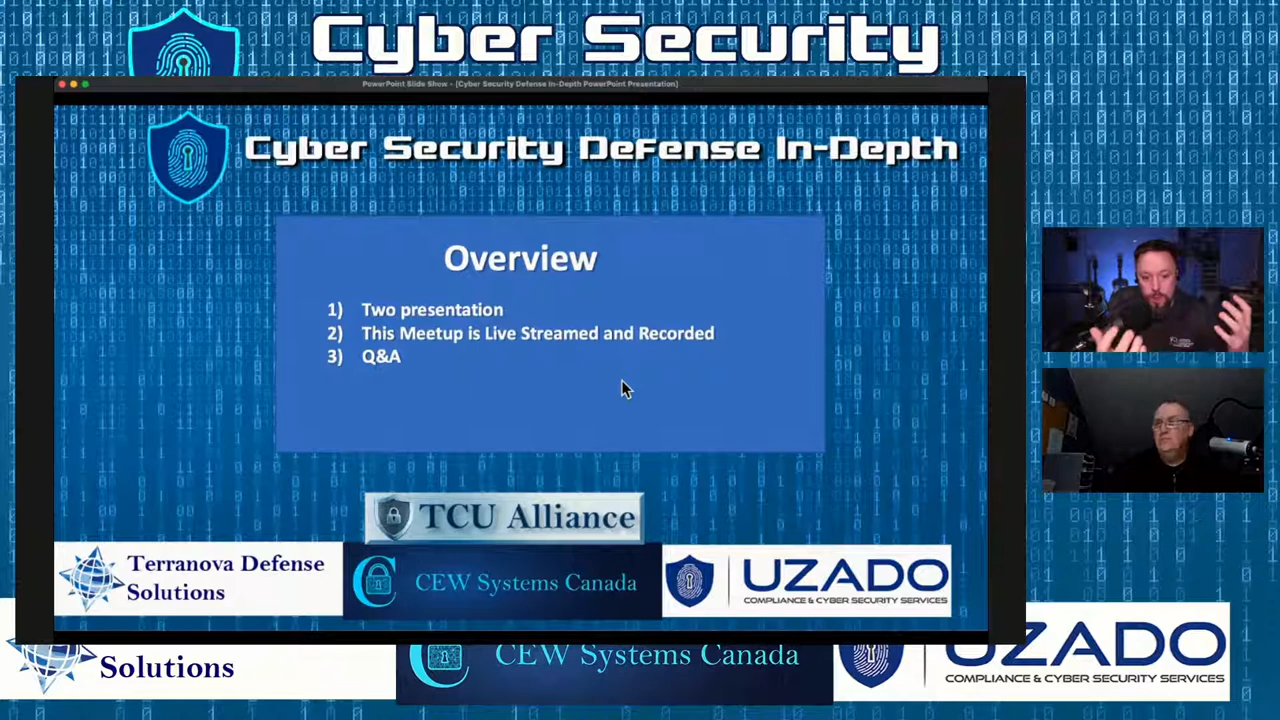 Cyber Security
PowerPoint Slide Show - [Cyber Security Defense In-Depth PowerPoint Presentation]
Cyber Security Defense In-Depth
Overview
1) Two presentation
2) This Meetup is Live Streamed and Recorded
3) Q&A
TCU Alliance
Terranova Defense
Solutions
CEW Systems Canada
UZADO
COMPLIANCE & CYBER SECURITY SERVICES
Solutions
CEW Systems Canada
UZADO
COMPLIANCE & CYBER SECURITY SERVICES